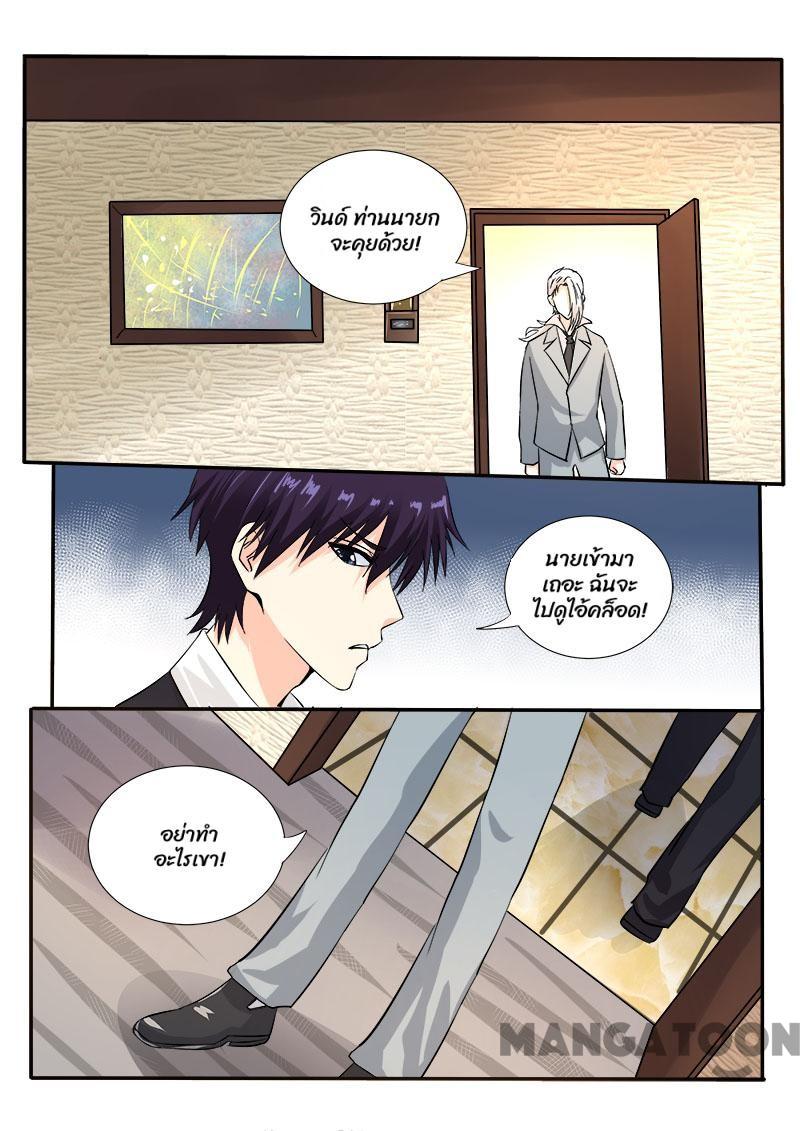 วินด์ ท่านนายก
จะคุยด้วย!
นายเข้ามา
เถอะ ฉันจะ
ไปดูไอ้คล็อด!
อย่าทำ
อะไรเขา!
MANGATOON